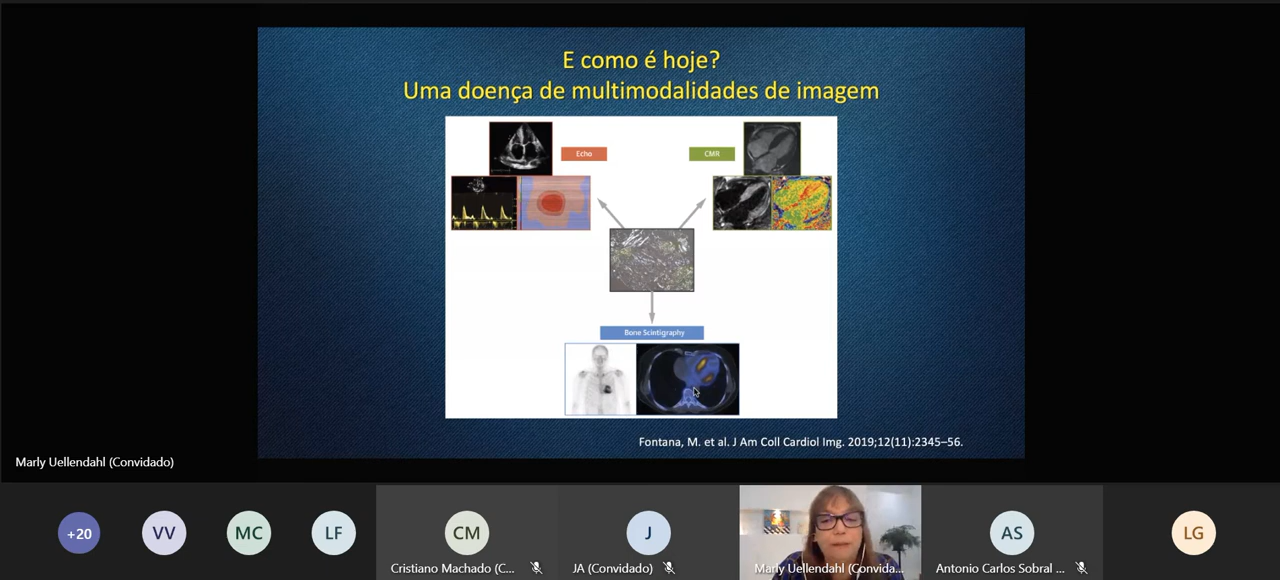 E como é hoje?
Uma doença de multimodalidades de imagem
Echo
CMR
Bone Scintigraphy
Fontana, M. et al. J Am Coll Cardiol Img. 2019;12(11):2345–56.
Marly Uellendahl (Convidado)
+20
VV
MC
LF
CM
J
AS
LG
Cristiano Machado (C...
JA (Convidado)
Marly Uellendahl (Convida...
Antonio Carlos Sobral ...